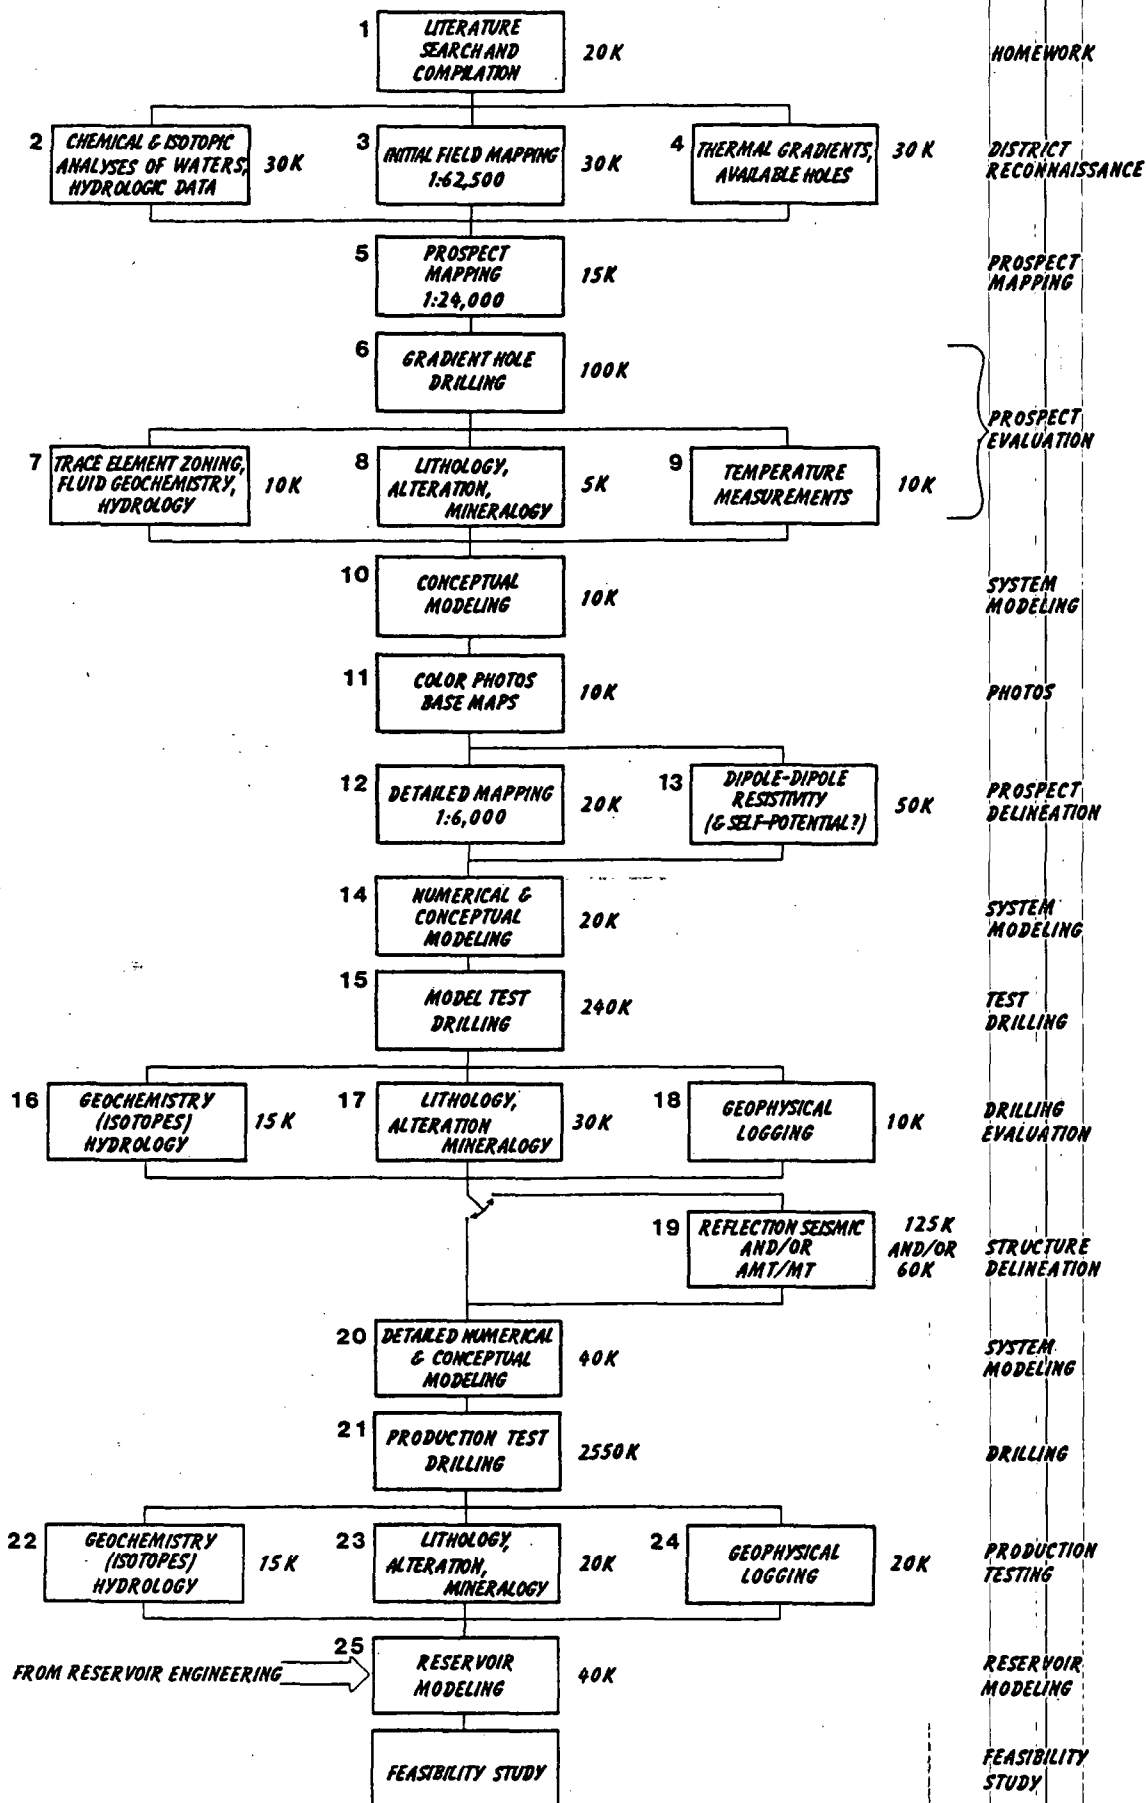 1
LITERATURE
SEARCH AND
COMPILATION
20K
HOMEWORK
2
CHEMICAL & ISOTOPIC
ANALYSES OF WATERS,
HYDROLOGIC DATA
30K
3
INITIAL FIELD MAPPING
1:62,500
30K
4
THERMAL GRADIENTS,
AVAILABLE HOLES
30K
DISTRICT
RECONNAISSANCE
5
PROSPECT
MAPPING
1:24,000
15K
PROSPECT
MAPPING
6
GRADIENT HOLE
DRILLING
100K
PROSPECT
EVALUATION
7
TRACE ELEMENT ZONING,
FLUID GEOCHEMISTRY,
HYDROLOGY
10K
8
LITHOLOGY,
ALTERATION,
MINERALOGY
5K
9
TEMPERATURE
MEASUREMENTS
10K
10
CONCEPTUAL
MODELING
10K
SYSTEM
MODELING
11
COLOR PHOTOS
BASE MAPS
10K
PHOTOS
12
DETAILED MAPPING
1:6,000
20K
13
DIPOLE-DIPOLE
RESISTIVITY
(& SELF-POTENTIAL?)
50K
PROSPECT
DELINEATION
14
NUMERICAL &
CONCEPTUAL
MODELING
20K
SYSTEM
MODELING
15
MODEL TEST
DRILLING
240K
TEST
DRILLING
16
GEOCHEMISTRY
(ISOTOPES)
HYDROLOGY
15K
17
LITHOLOGY,
ALTERATION
MINERALOGY
30K
18
GEOPHYSICAL
LOGGING
10K
DRILLING
EVALUATION
19
REFLECTION SEISMIC
AND/OR
AMT/MT
125K
AND/OR
60K
STRUCTURE
DELINEATION
20
DETAILED NUMERICAL
& CONCEPTUAL
MODELING
40K
SYSTEM
MODELING
21
PRODUCTION TEST
DRILLING
2550K
DRILLING
22
GEOCHEMISTRY
(ISOTOPES)
HYDROLOGY
15K
23
LITHOLOGY,
ALTERATION,
MINERALOGY
20K
24
GEOPHYSICAL
LOGGING
20K
PRODUCTION
TESTING
FROM RESERVOIR ENGINEERING
25
RESERVOIR
MODELING
40K
RESERVOIR
MODELING
FEASIBILITY STUDY
FEASIBILITY
STUDY